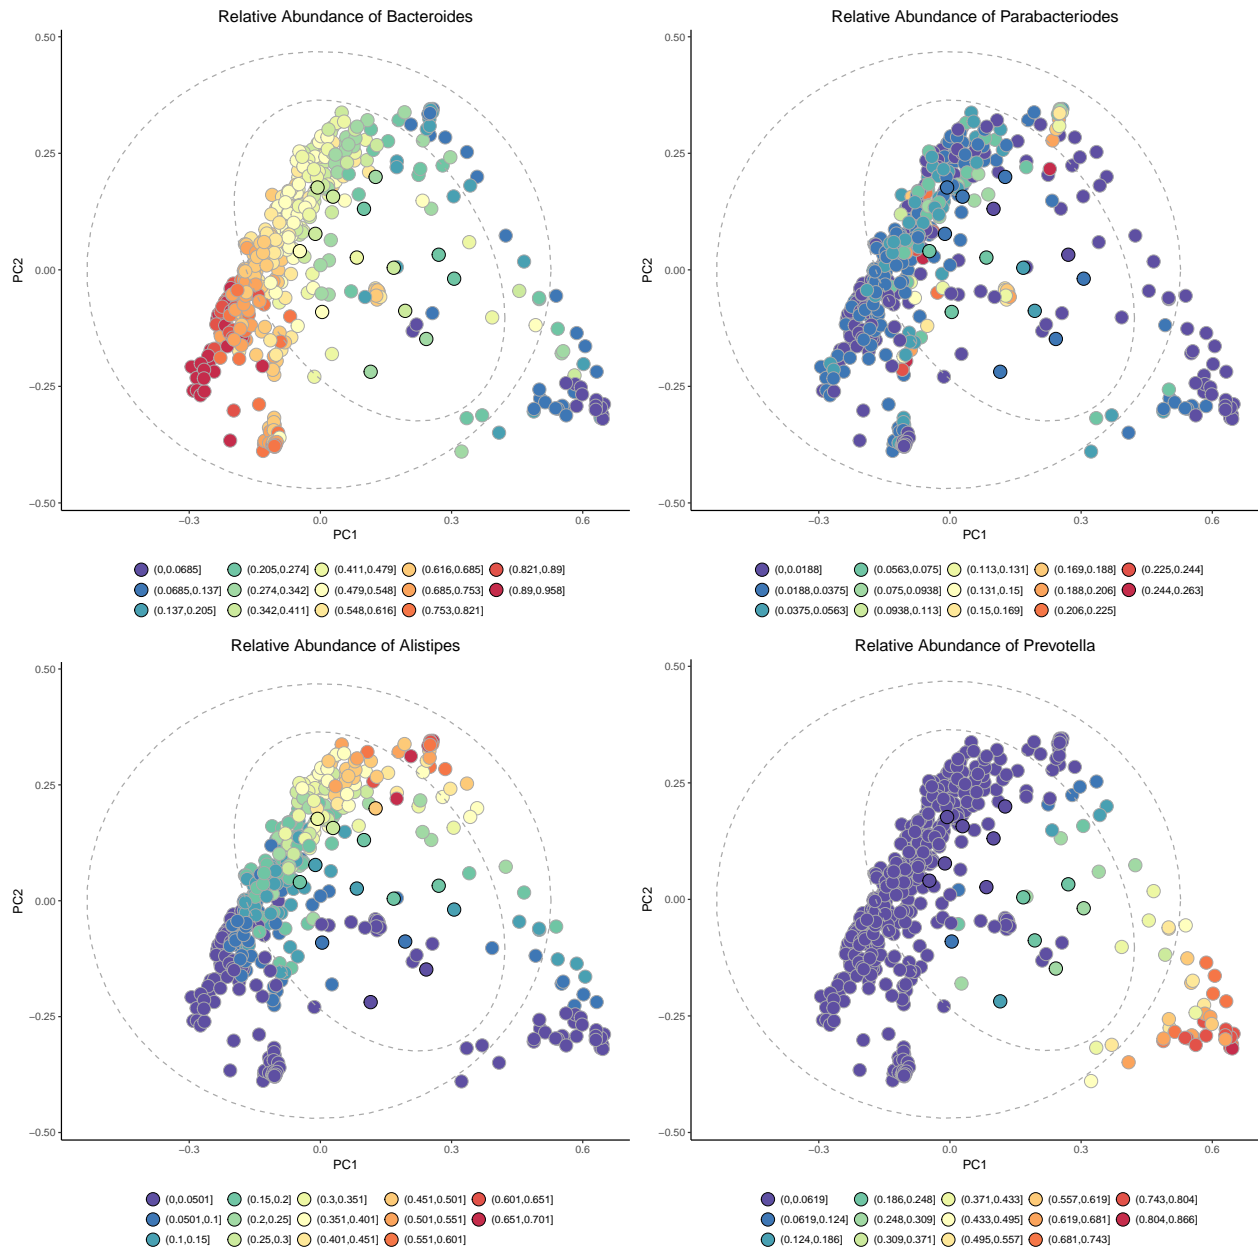 Relative Abundance of Bacteroides
0.50
0.25
0.00
−0.25
−0.50
PC2
−0.3 0.0 0.3 0.6
PC1
(0,0.0685] (0.205,0.274] (0.411,0.479] (0.616,0.685] (0.821,0.89]
(0.0685,0.137] (0.274,0.342] (0.479,0.548] (0.685,0.753] (0.89,0.958]
(0.137,0.205] (0.342,0.411] (0.548,0.616] (0.753,0.821]
Relative Abundance of Parabacteriodes
0.50
0.25
0.00
−0.25
−0.50
PC2
−0.3 0.0 0.3 0.6
PC1
(0,0.0188] (0.0563,0.075] (0.113,0.131] (0.169,0.188] (0.225,0.244]
(0.0188,0.0375] (0.075,0.0938] (0.131,0.15] (0.188,0.206] (0.244,0.263]
(0.0375,0.0563] (0.0938,0.113] (0.15,0.169] (0.206,0.225]
Relative Abundance of Alistipes
0.50
0.25
0.00
−0.25
−0.50
PC2
−0.3 0.0 0.3 0.6
PC1
(0,0.0501] (0.15,0.2] (0.3,0.351] (0.451,0.501] (0.601,0.651]
(0.0501,0.1] (0.2,0.25] (0.351,0.401] (0.501,0.551] (0.651,0.701]
(0.1,0.15] (0.25,0.3] (0.401,0.451] (0.551,0.601]
Relative Abundance of Prevotella
0.50
0.25
0.00
−0.25
−0.50
PC2
−0.3 0.0 0.3 0.6
PC1
(0,0.0619] (0.186,0.248] (0.371,0.433] (0.557,0.619] (0.743,0.804]
(0.0619,0.124] (0.248,0.309] (0.433,0.495] (0.619,0.681] (0.804,0.866]
(0.124,0.186] (0.309,0.371] (0.495,0.557] (0.681,0.743]